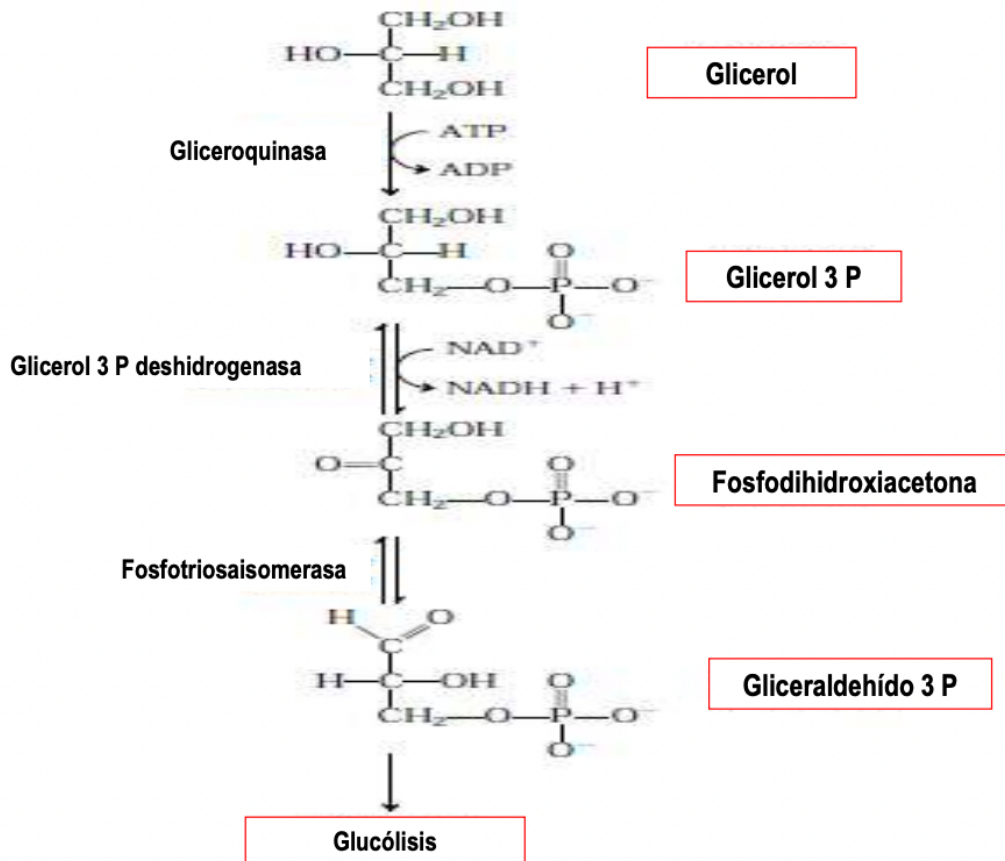 CH₂OH
HO—C—H
Glicerol
CH₂OH
ATP
Gliceroquinasa
ADP
CH₂OH
HO—C—H
O
CH₂—O—P—O⁻
Glicerol 3 P
O⁻
NAD⁺
Glicerol 3 P deshidrogenasa
NADH + H⁺
CH₂OH
O=C
O
CH₂—O—P—O⁻
Fosfodihidroxiacetona
O⁻
Fosfotriosaisomerasa
H
O
C
H—C—OH
O
Gliceraldehído 3 P
CH₂—O—P—O⁻
O⁻
Glucólisis